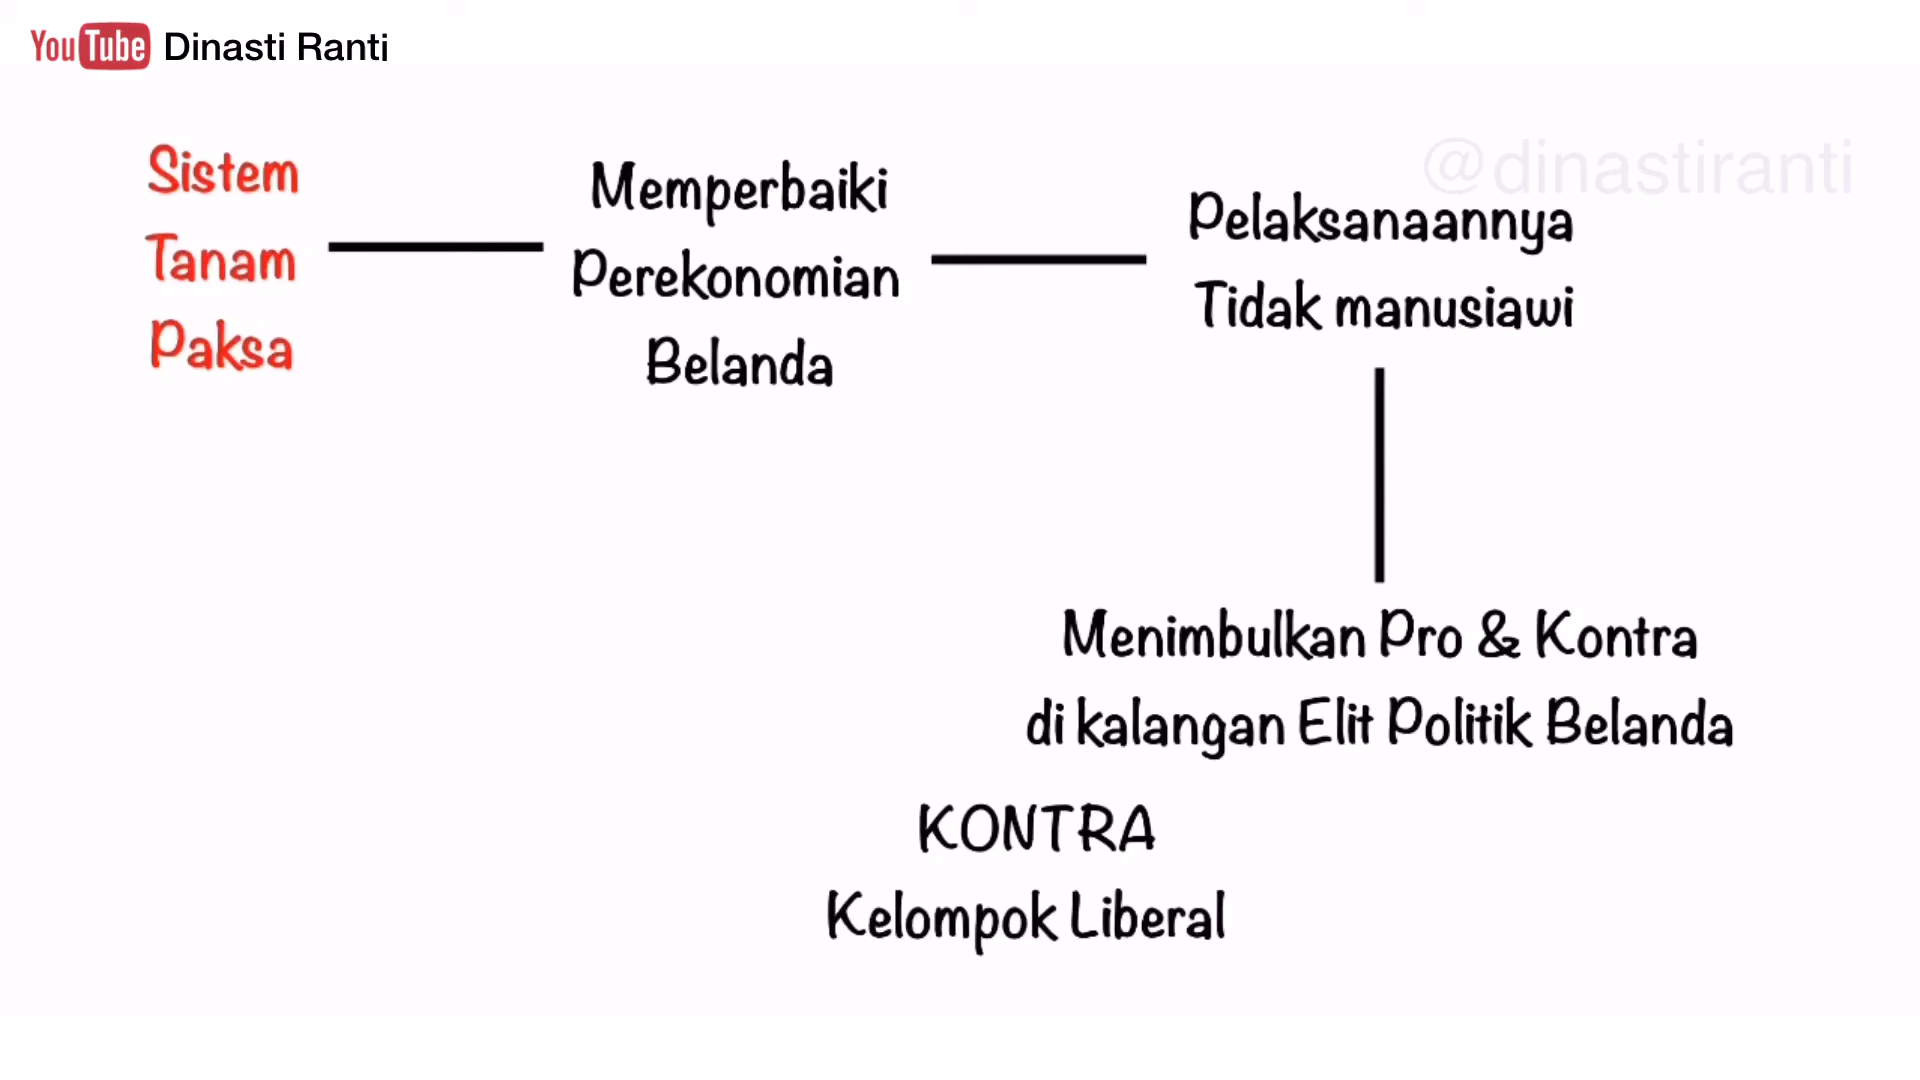 YouTube Dinasti Ranti
@dinastiranti
Sistem
Tanam
Paksa
Memperbaiki
Perekonomian
Belanda
Pelaksanaannya
Tidak manusiawi
Menimbulkan Pro & Kontra
di kalangan Elit Politik Belanda
KONTRA
Kelompok Liberal